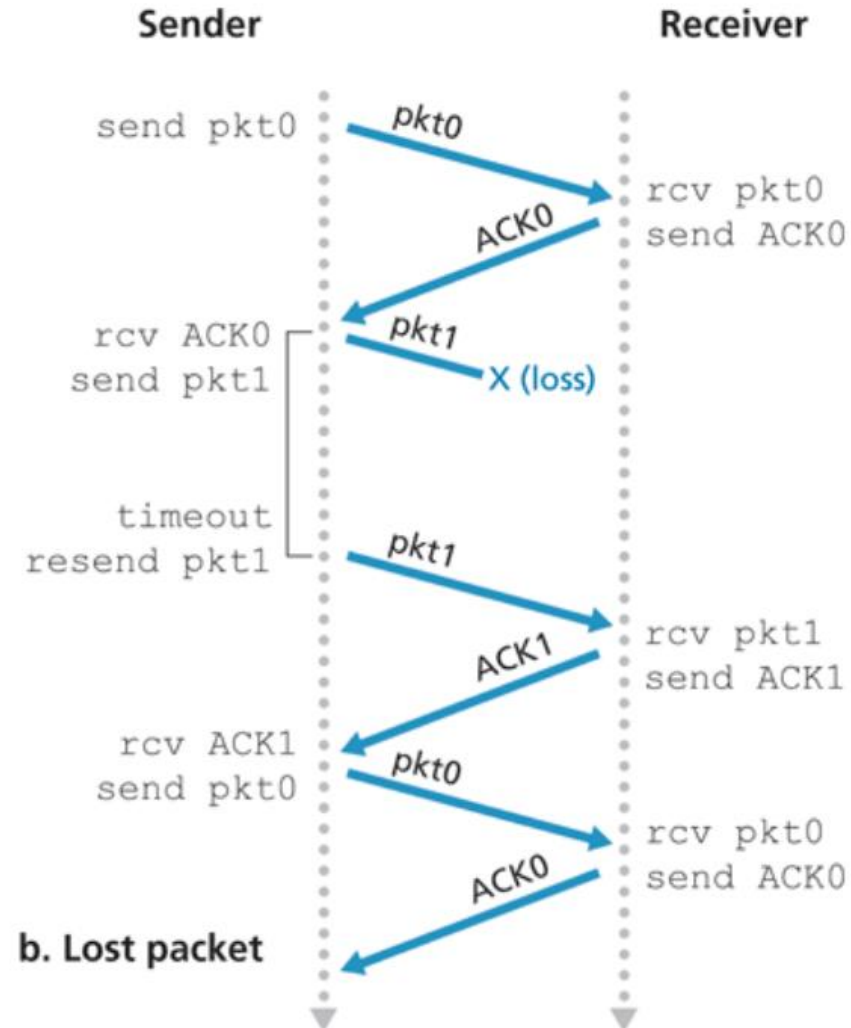 Sender
Receiver
send pkt0
pkt0
rcv pkt0
send ACK0
ACK0
rcv ACK0
send pkt1
pkt1
X (loss)
timeout
resend pkt1
pkt1
rcv pkt1
send ACK1
ACK1
rcv ACK1
send pkt0
pkt0
rcv pkt0
send ACK0
ACK0
b. Lost packet